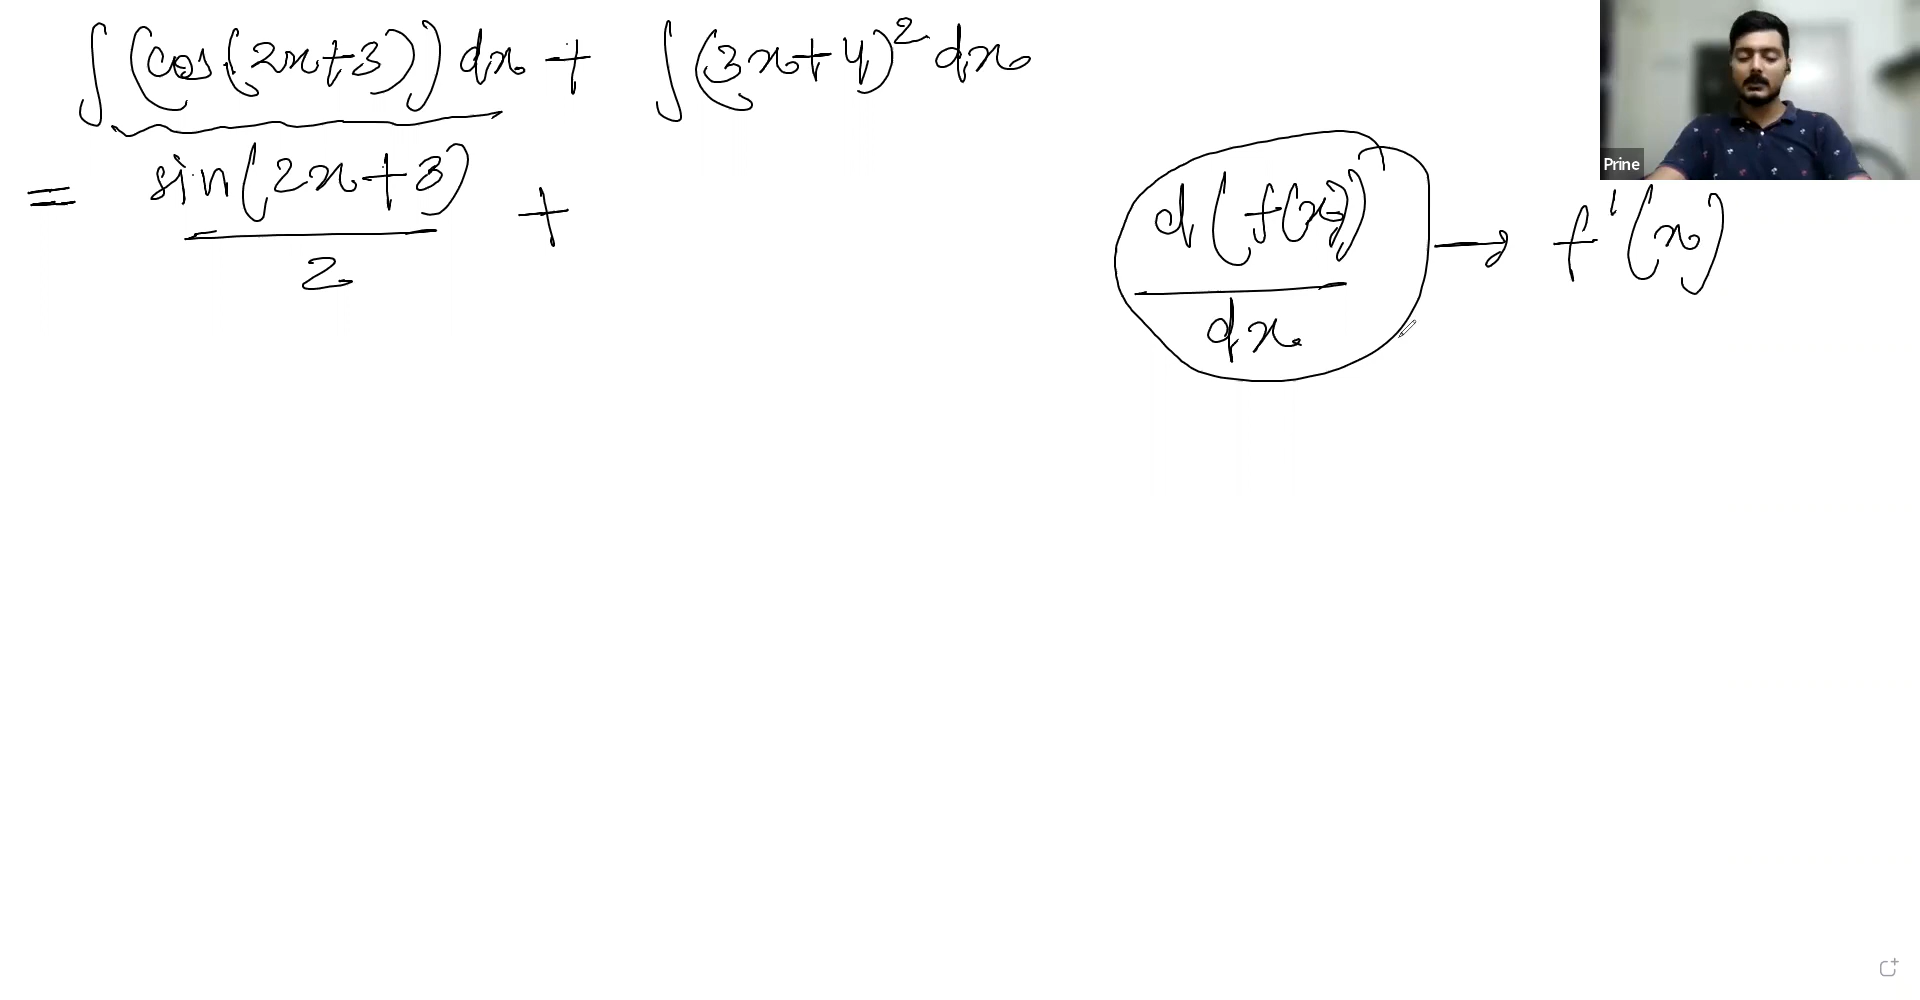 ∫(cos(2x+3))dx + ∫(3x+4)² dx
= sin(2x+3)/2 +
d(f(x))/dx → f'(x)
Prine